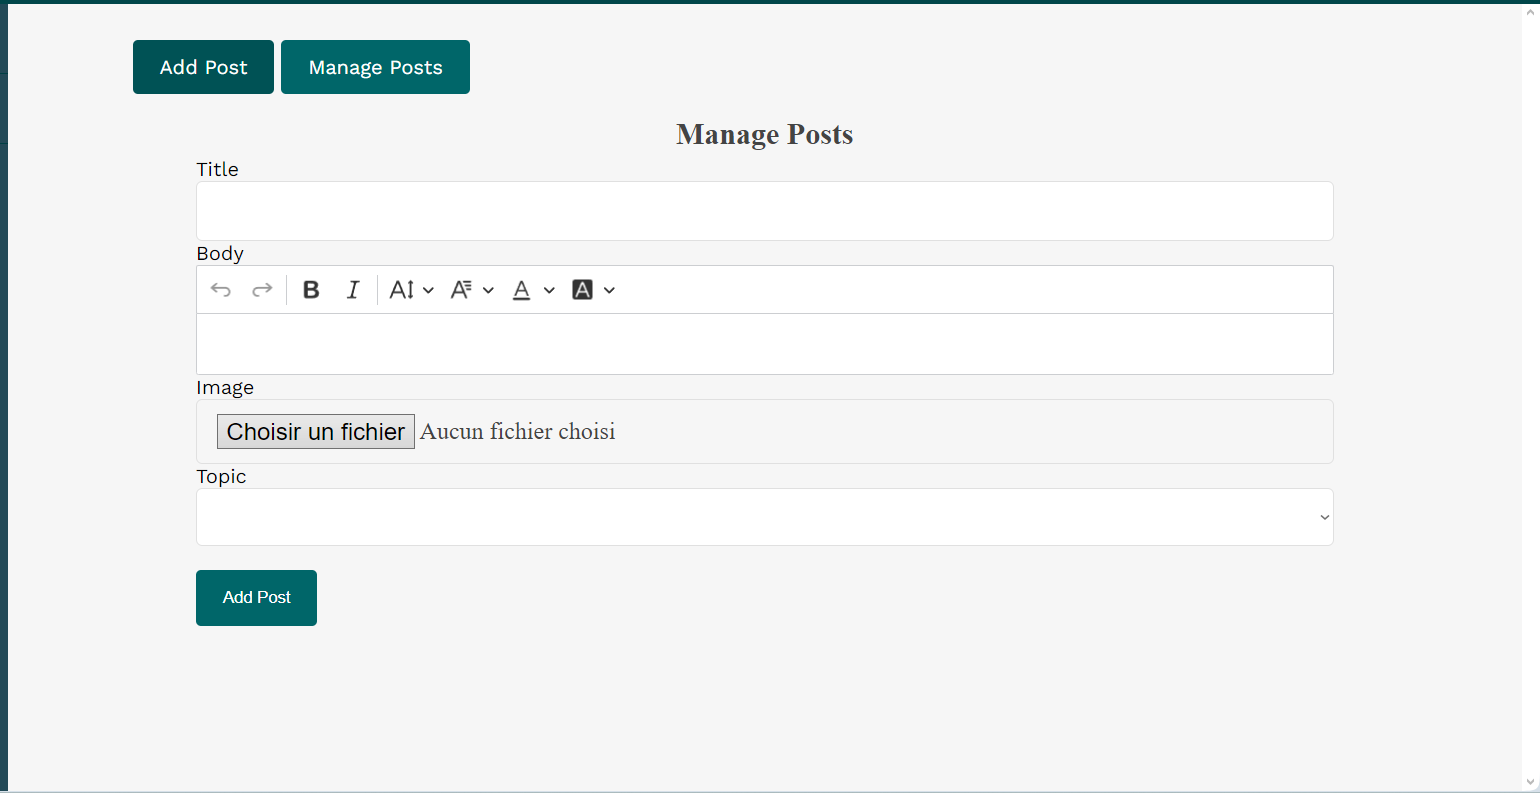 Add Post Manage Posts
Manage Posts
Title
Body
B I A A A A
Image
Choisir un fichier Aucun fichier choisi
Topic
Add Post